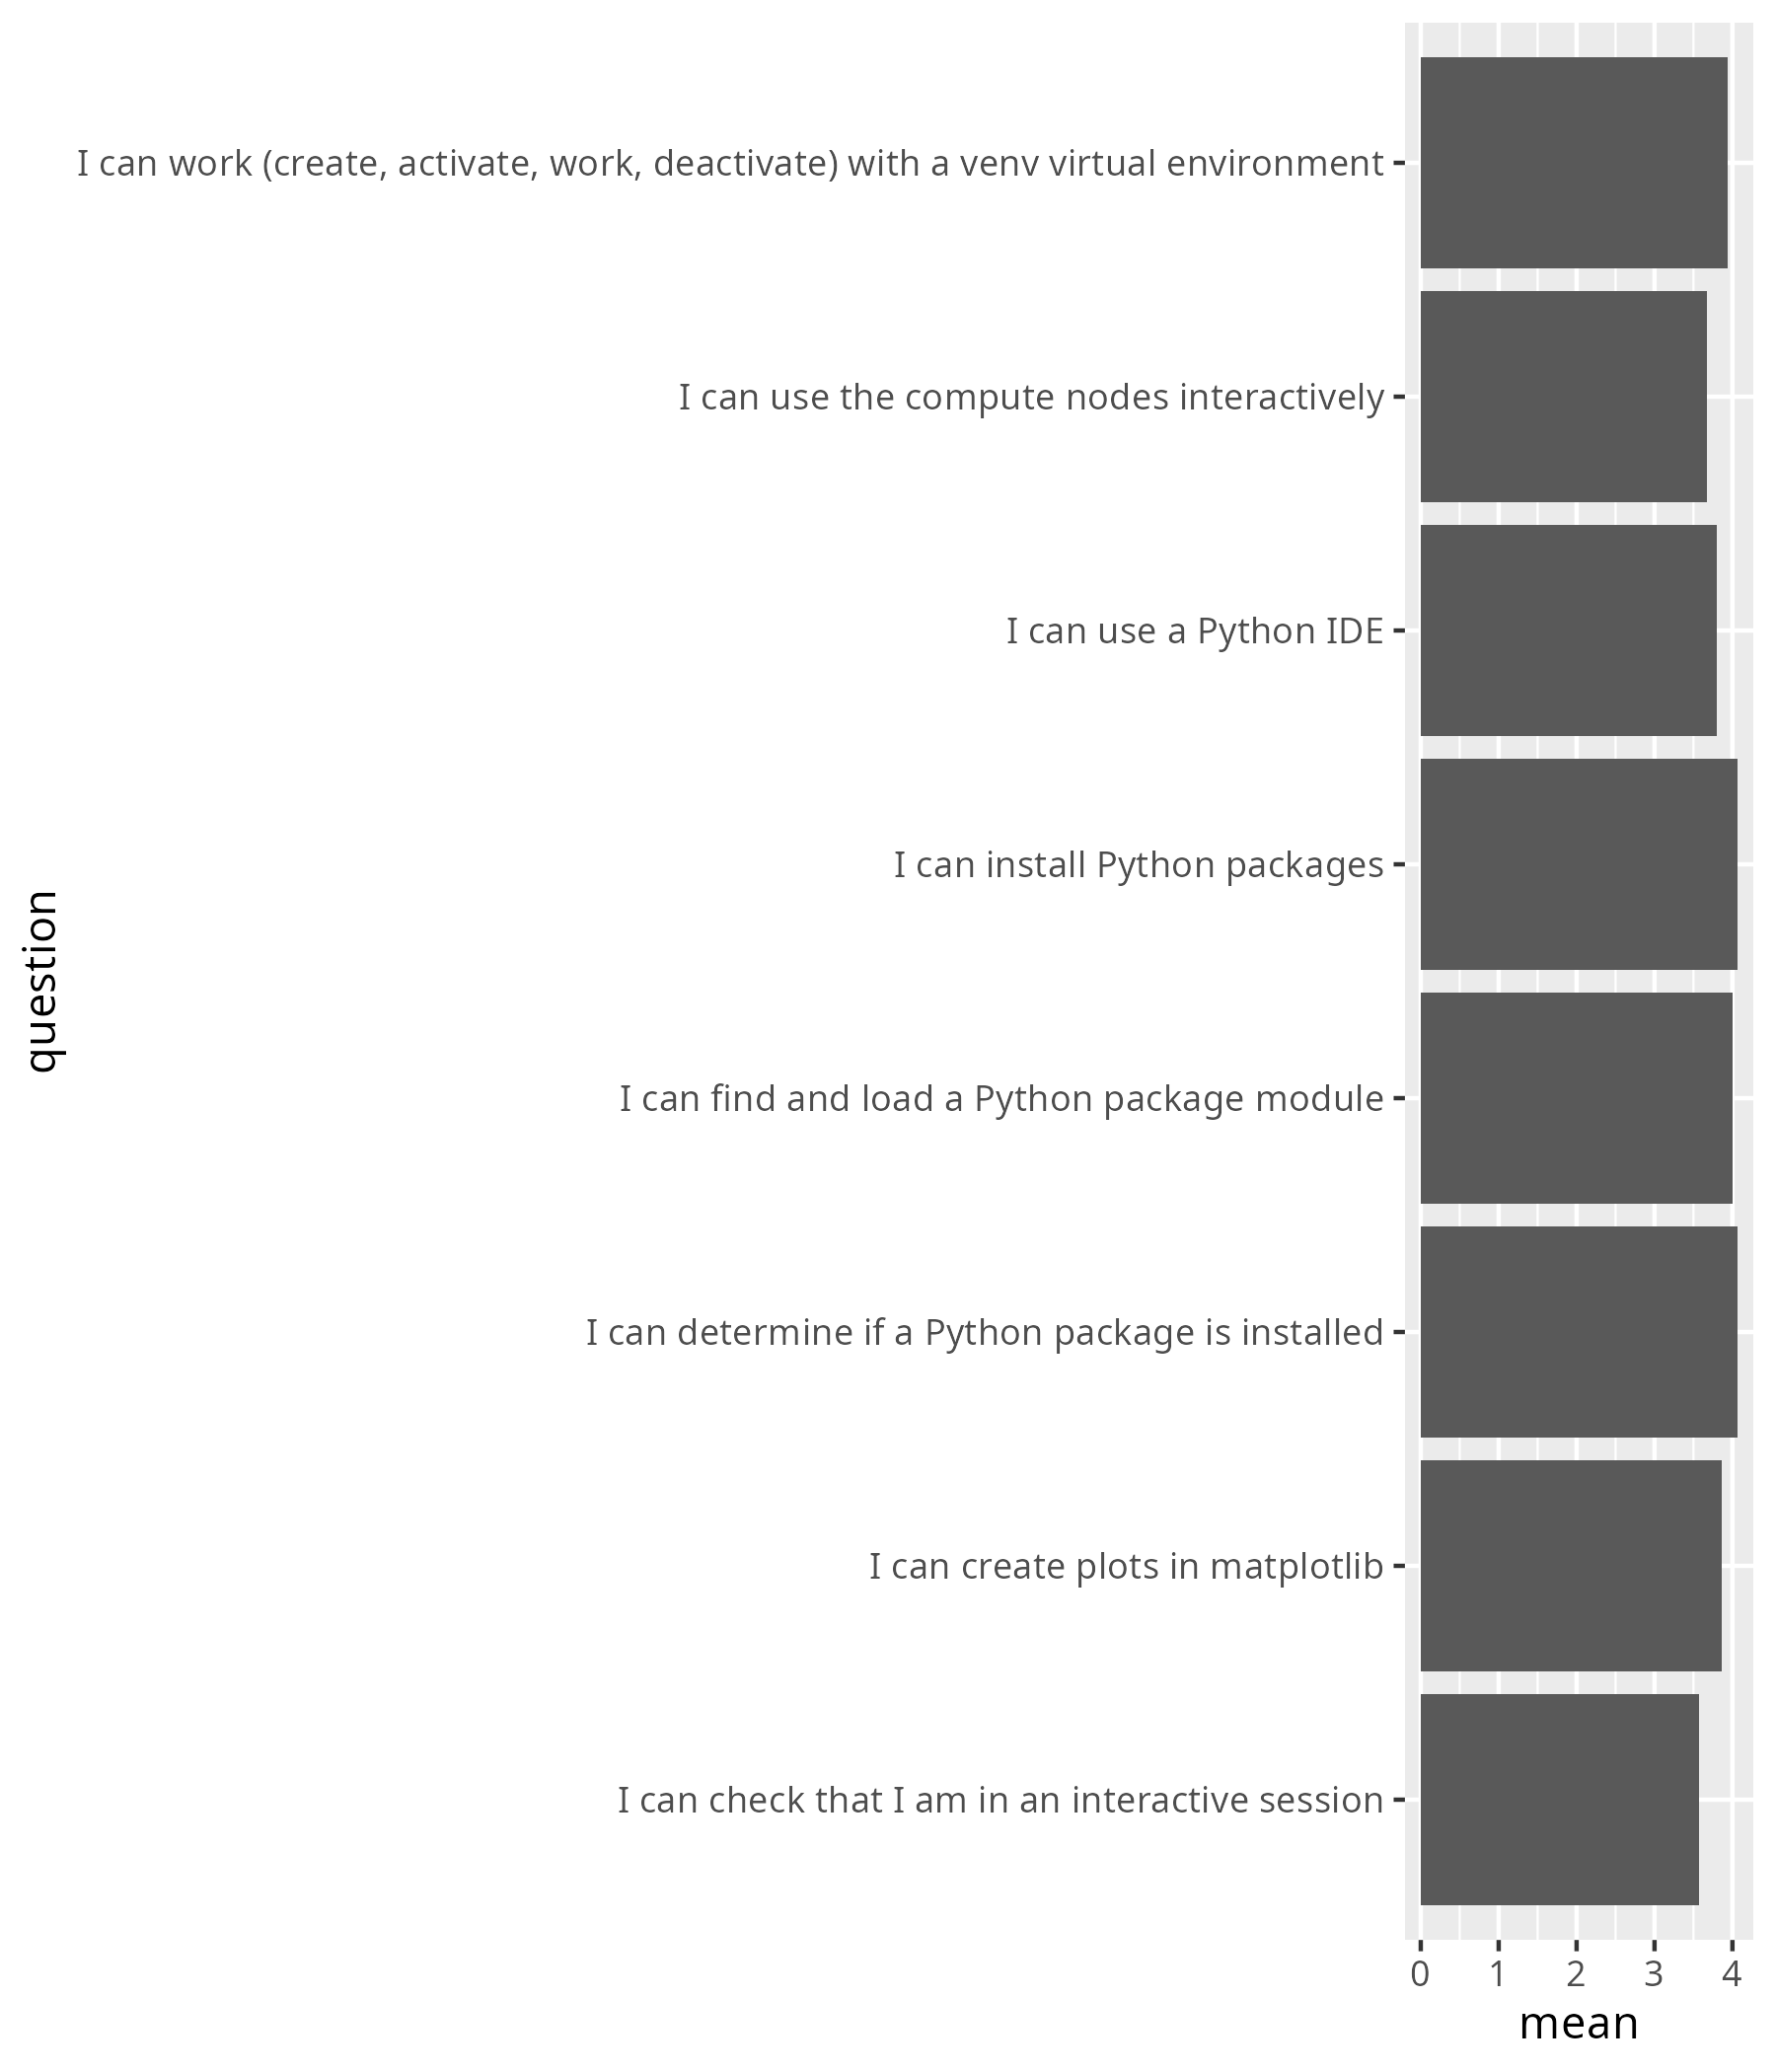 question
I can work (create, activate, work, deactivate) with a venv virtual environment
I can use the compute nodes interactively
I can use a Python IDE
I can install Python packages
I can find and load a Python package module
I can determine if a Python package is installed
I can create plots in matplotlib
I can check that I am in an interactive session
0 1 2 3 4
mean